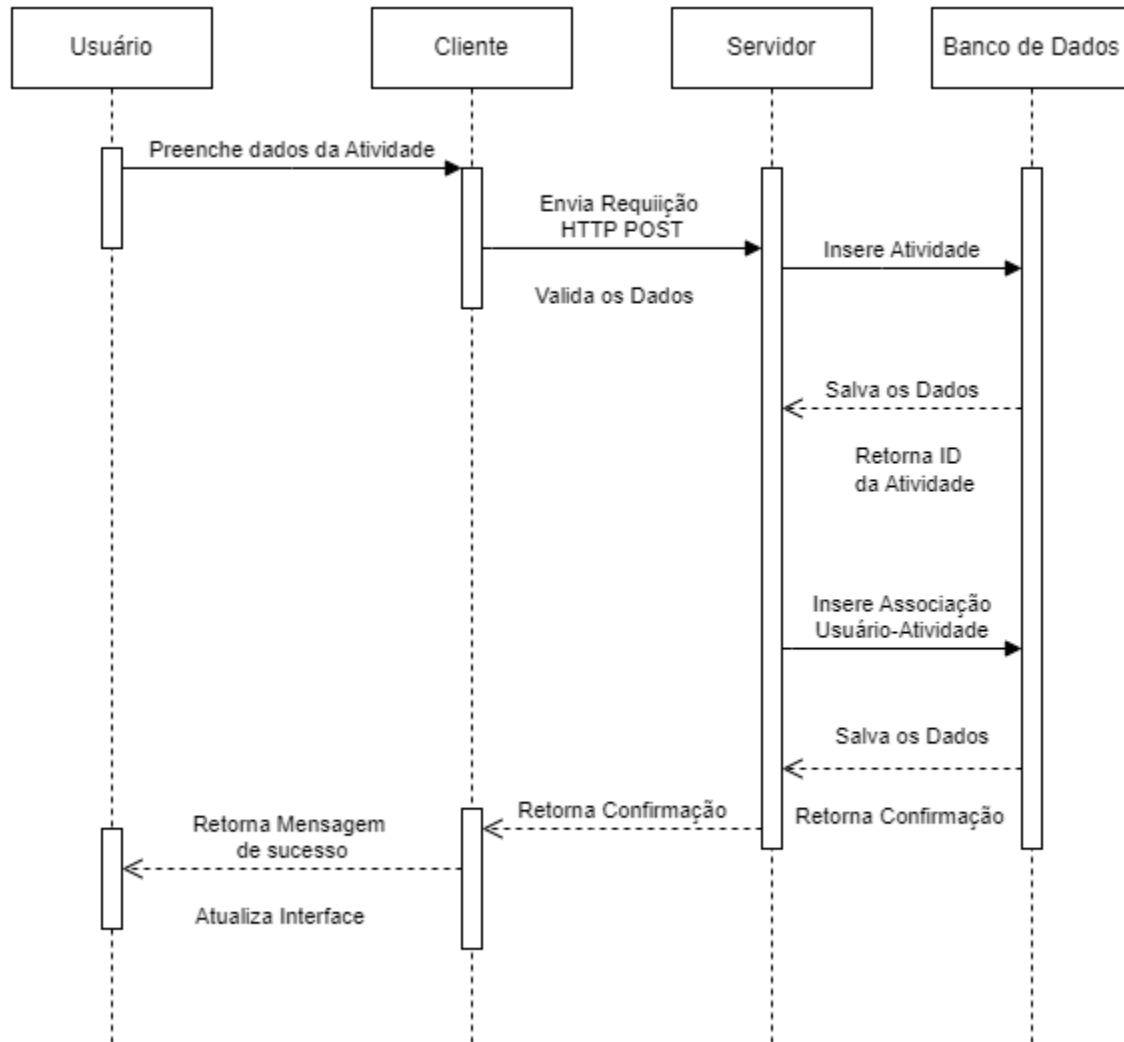 Usuário
Cliente
Servidor
Banco de Dados
Preenche dados da Atividade
Envia Requiição
HTTP POST
Insere Atividade
Valida os Dados
Salva os Dados
Retorna ID
da Atividade
Insere Associação
Usuário-Atividade
Salva os Dados
Retorna Confirmação
Retorna Confirmação
Retorna Mensagem
de sucesso
Atualiza Interface